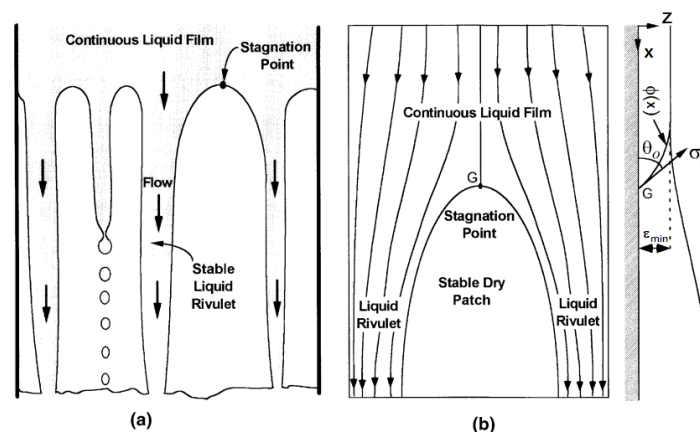 Continuous Liquid Film
Stagnation
Point
Flow
Stable
Liquid
Rivulet
(a)
Continuous Liquid Film
G
Stagnation
Point
Stable Dry
Patch
Liquid
Rivulet
Liquid
Rivulet
(b)
Z
X
ϕ(x)
θo
σ
G
εmin